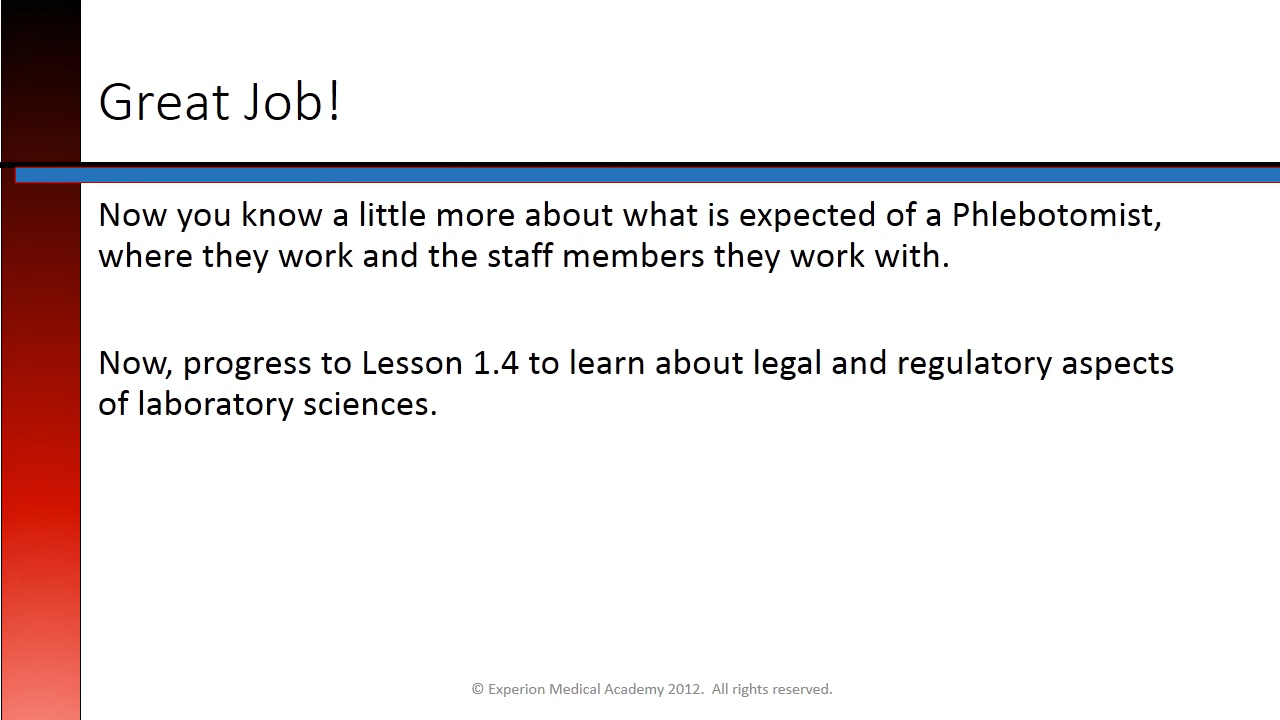 Great Job!
Now you know a little more about what is expected of a Phlebotomist,
where they work and the staff members they work with.
Now, progress to Lesson 1.4 to learn about legal and regulatory aspects
of laboratory sciences.
© Experion Medical Academy 2012.  All rights reserved.